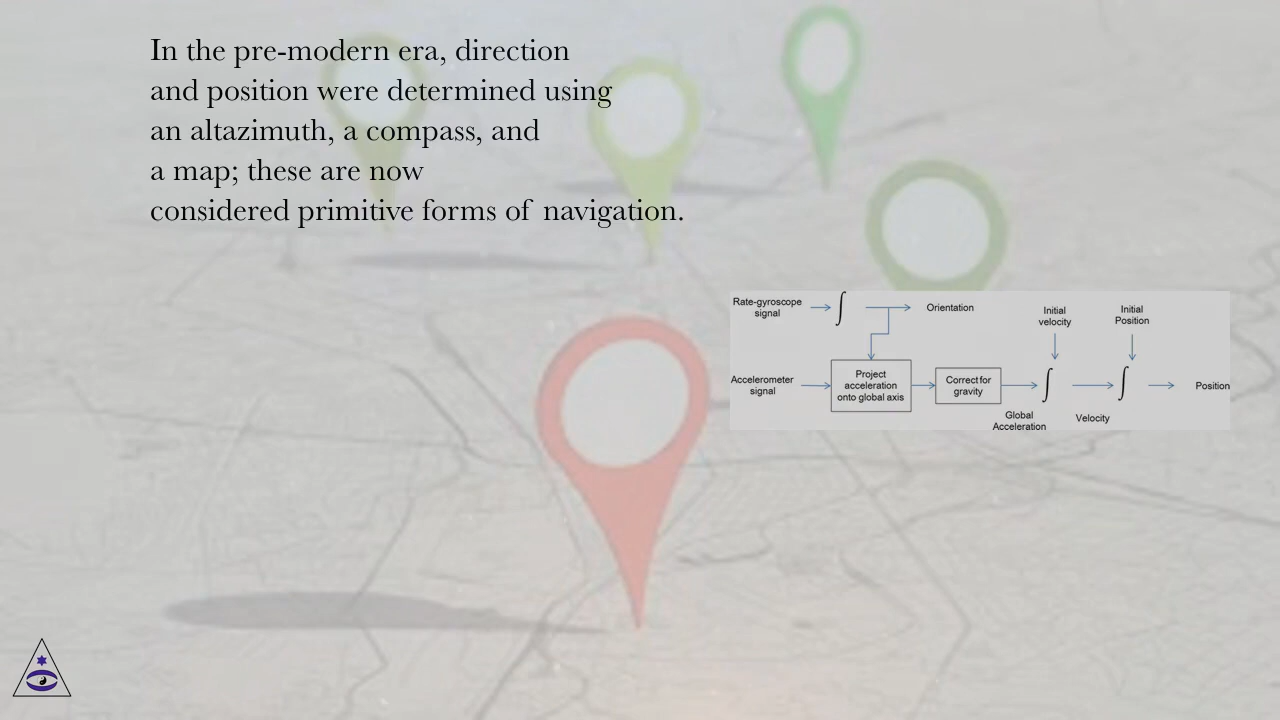 In the pre-modern era, direction
and position were determined using
an altazimuth, a compass, and
a map; these are now
considered primitive forms of navigation.
Rate-gyroscope
signal
∫
Orientation
Initial
velocity
Initial
Position
Accelerometer
signal
Project
acceleration
onto global axis
Correct for
gravity
∫
∫
Position
Global
Acceleration
Velocity